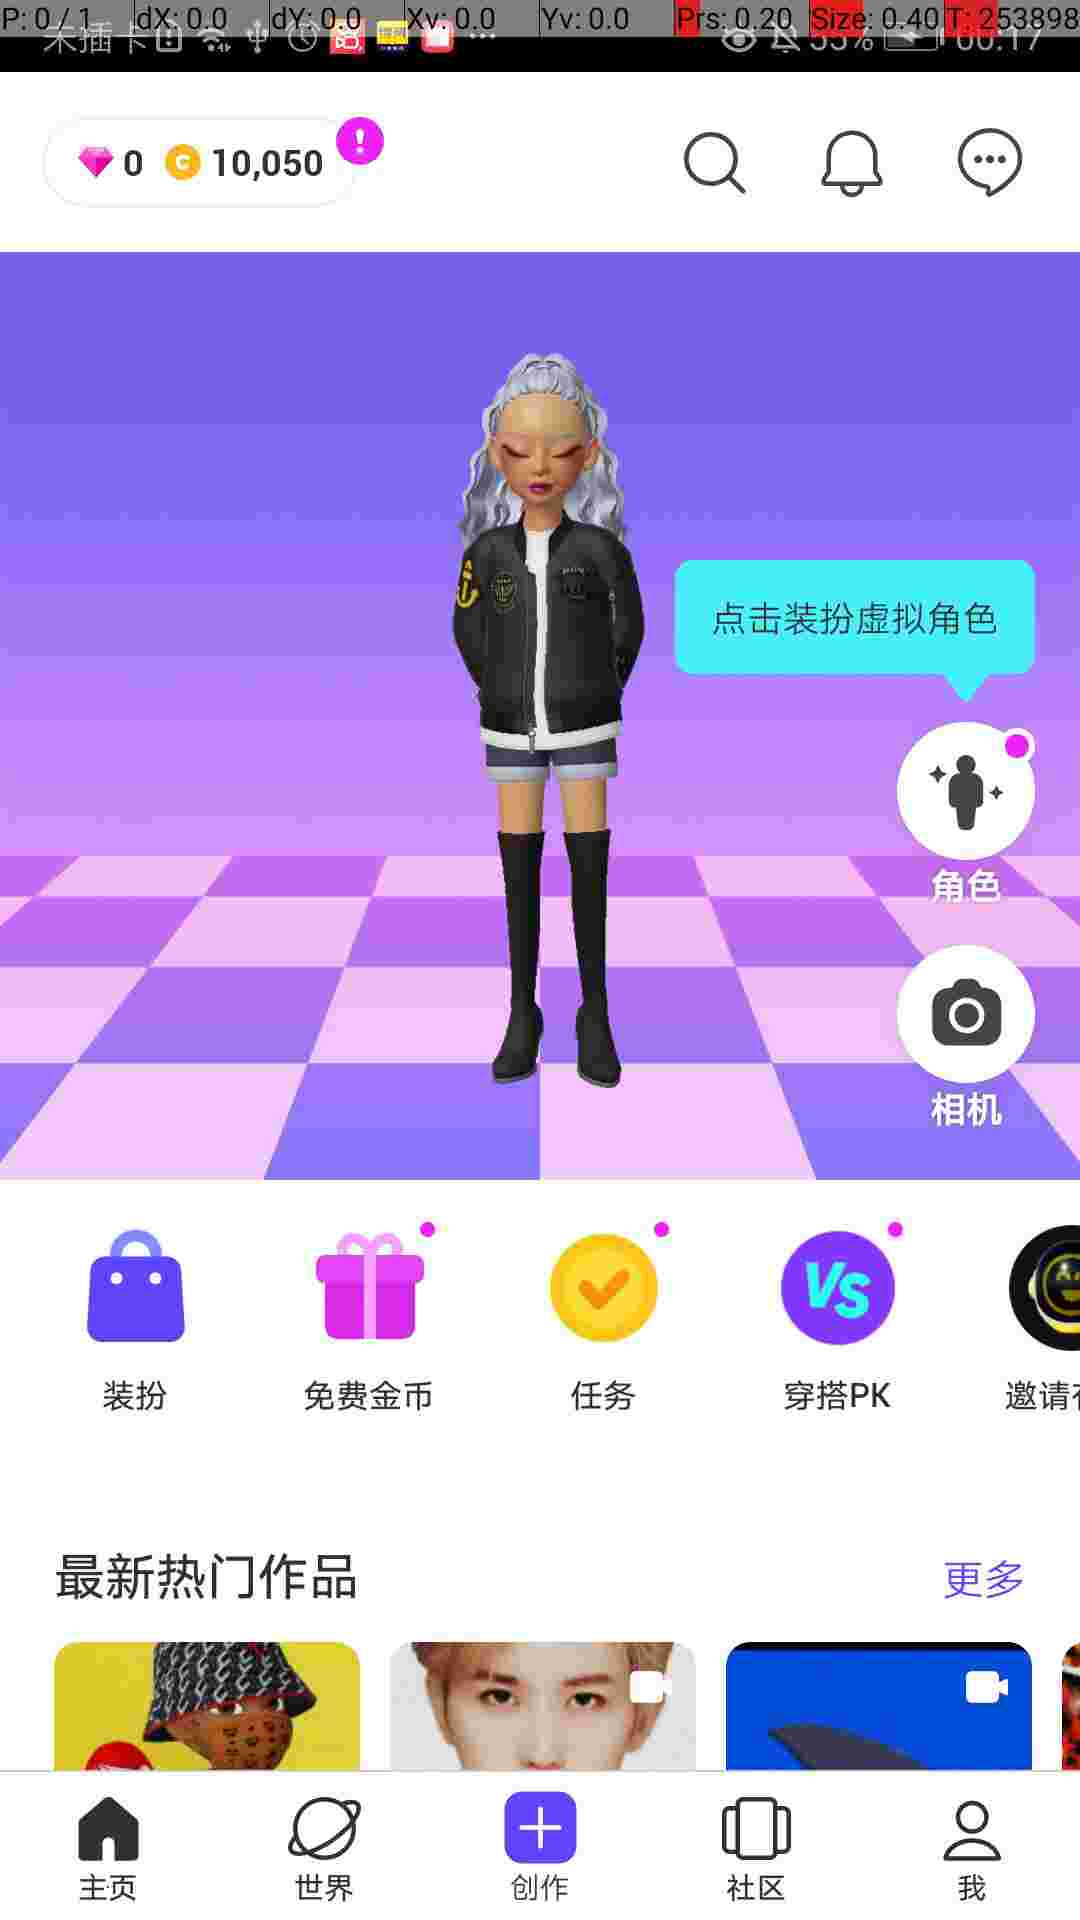 P: 0 / 1 dX: 0.0 dY: 0.0 Xv: 0.0 Yv: 0.0 Prs: 0.20 Size: 0.40 T: 253898
未插卡 53% 00:17
0 10,050
点击装扮虚拟角色
角色
相机
VS
装扮 免费金币 任务 穿搭PK 邀请
最新热门作品 更多
主页 世界 创作 社区 我